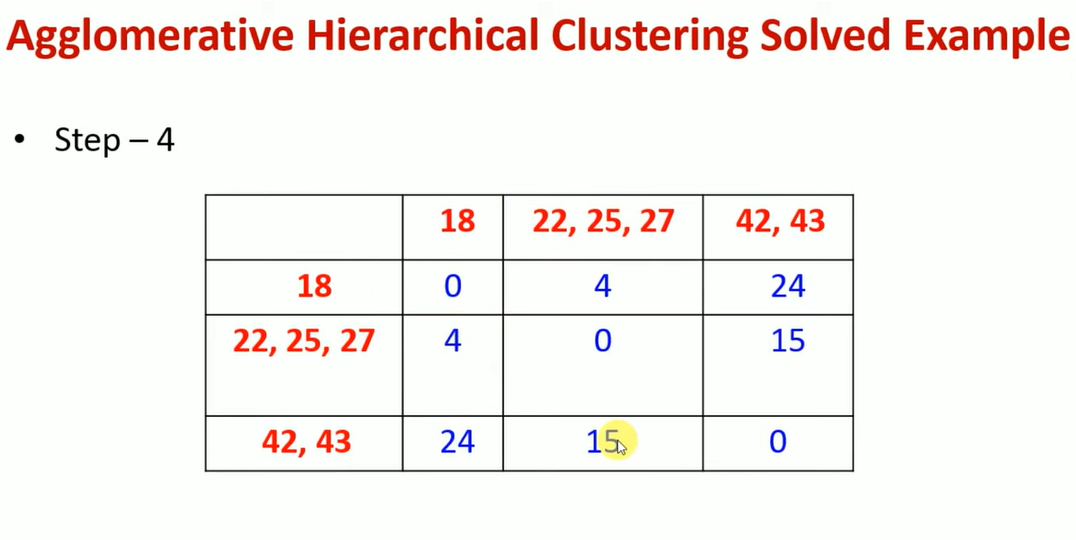 Agglomerative Hierarchical Clustering Solved Example
• Step – 4
18 22, 25, 27 42, 43
18 0 4 24
22, 25, 27 4 0 15
42, 43 24 15 0